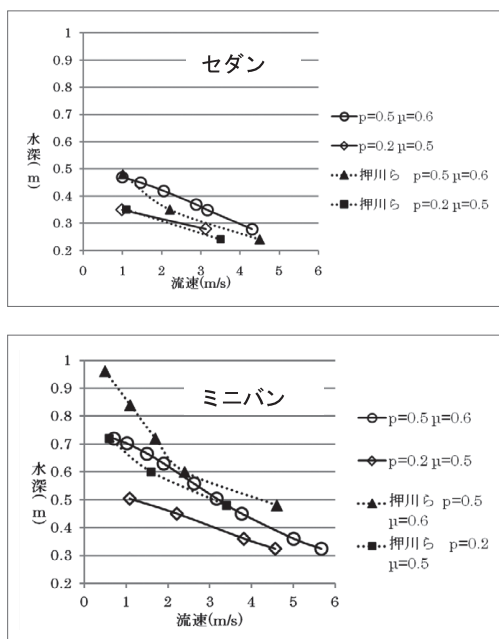 セダン
水深(m)
1
0.9
0.8
0.7
0.6
0.5
0.4
0.3
0.2
0 1 2 3 4 5 6
流速(m/s)
p=0.5 μ=0.6
p=0.2 μ=0.5
押川ら p=0.5 μ=0.6
押川ら p=0.2 μ=0.5
ミニバン
水深(m)
1
0.9
0.8
0.7
0.6
0.5
0.4
0.3
0.2
0 1 2 3 4 5 6
流速(m/s)
p=0.5 μ=0.6
p=0.2 μ=0.5
押川ら p=0.5
μ=0.6
押川ら p=0.2
μ=0.5